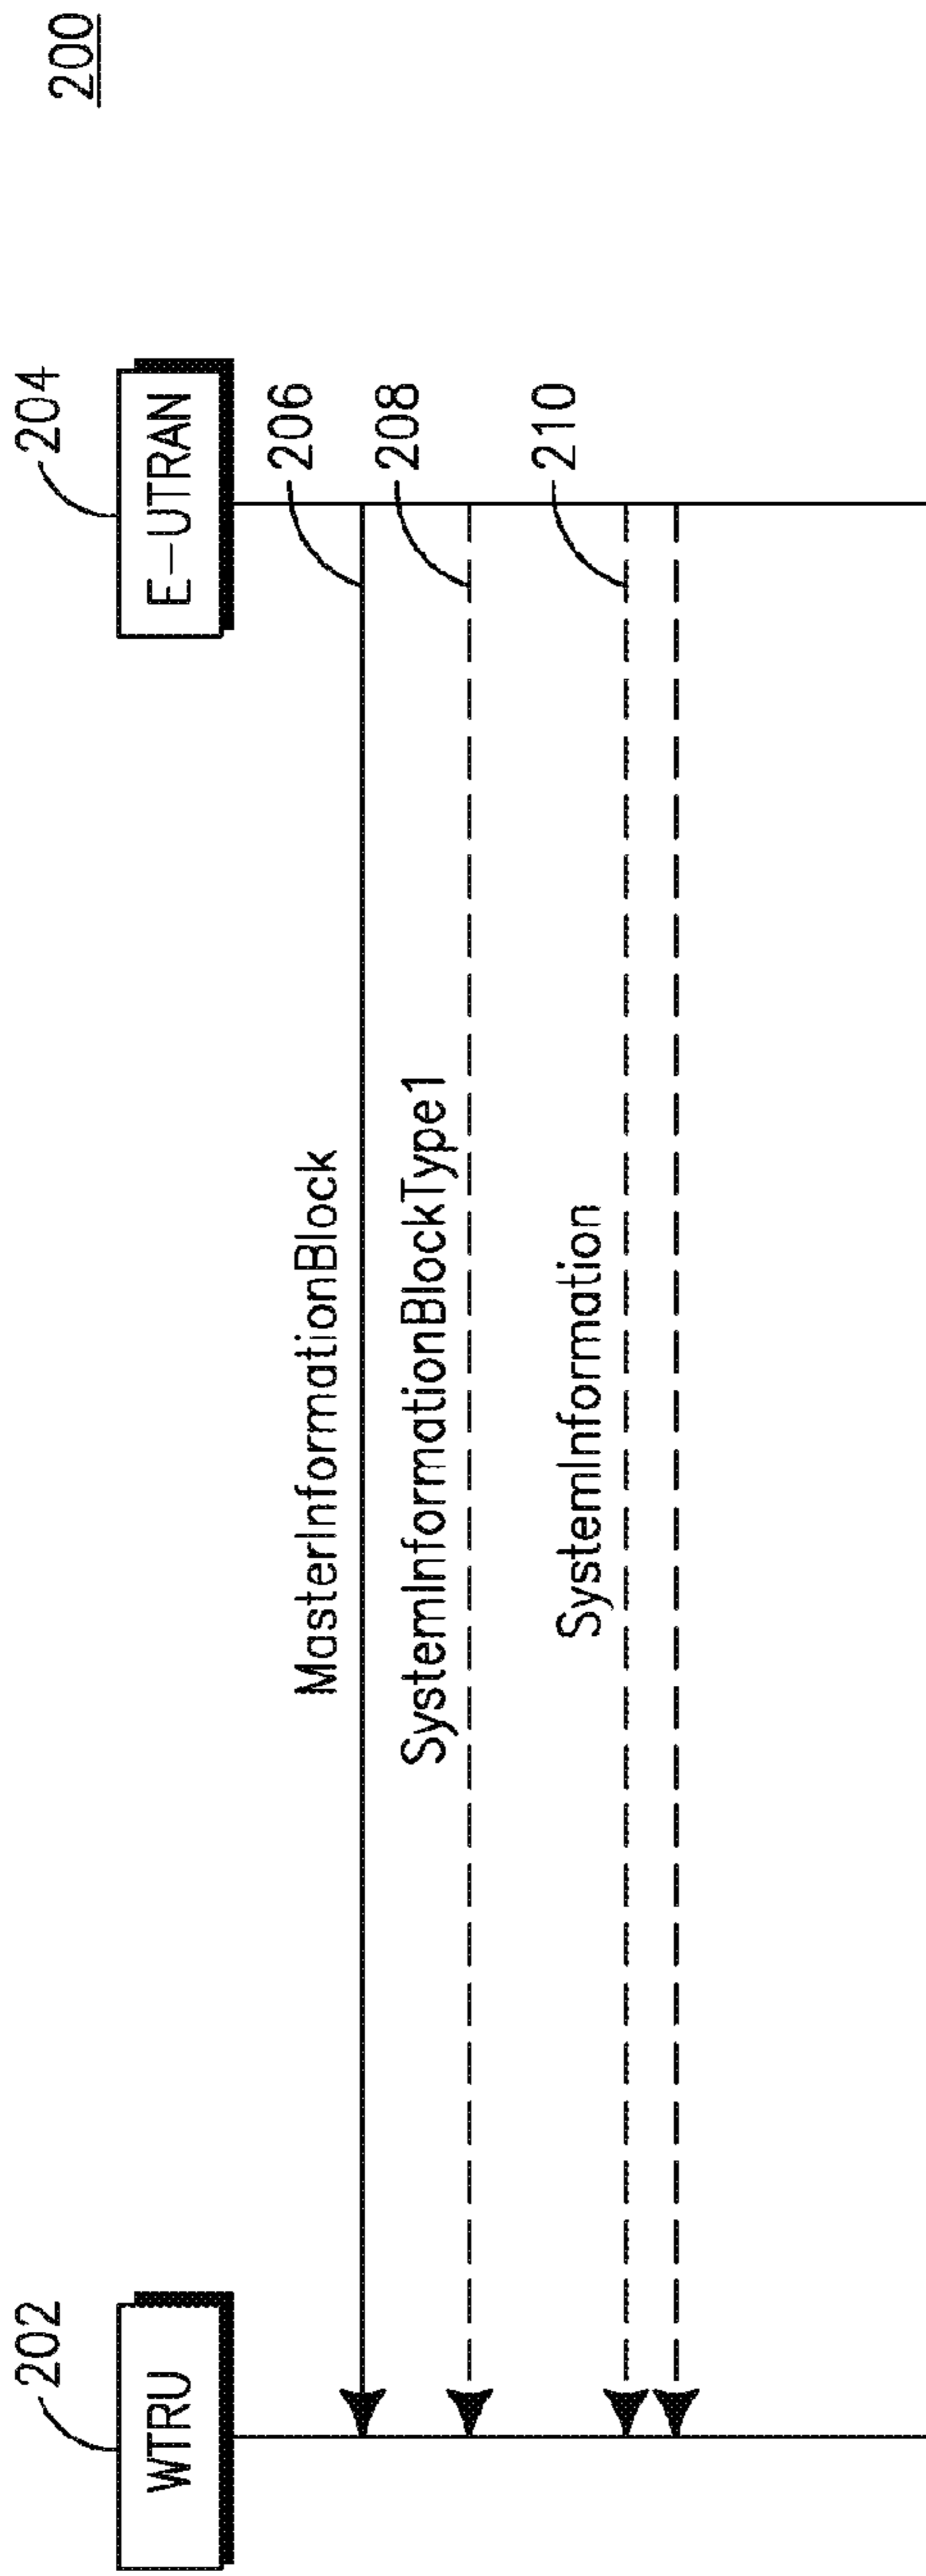 200
202
204
WTRU
E-UTRAN
MasterInformationBlock
206
SystemInformationBlockType1
208
SystemInformation
210